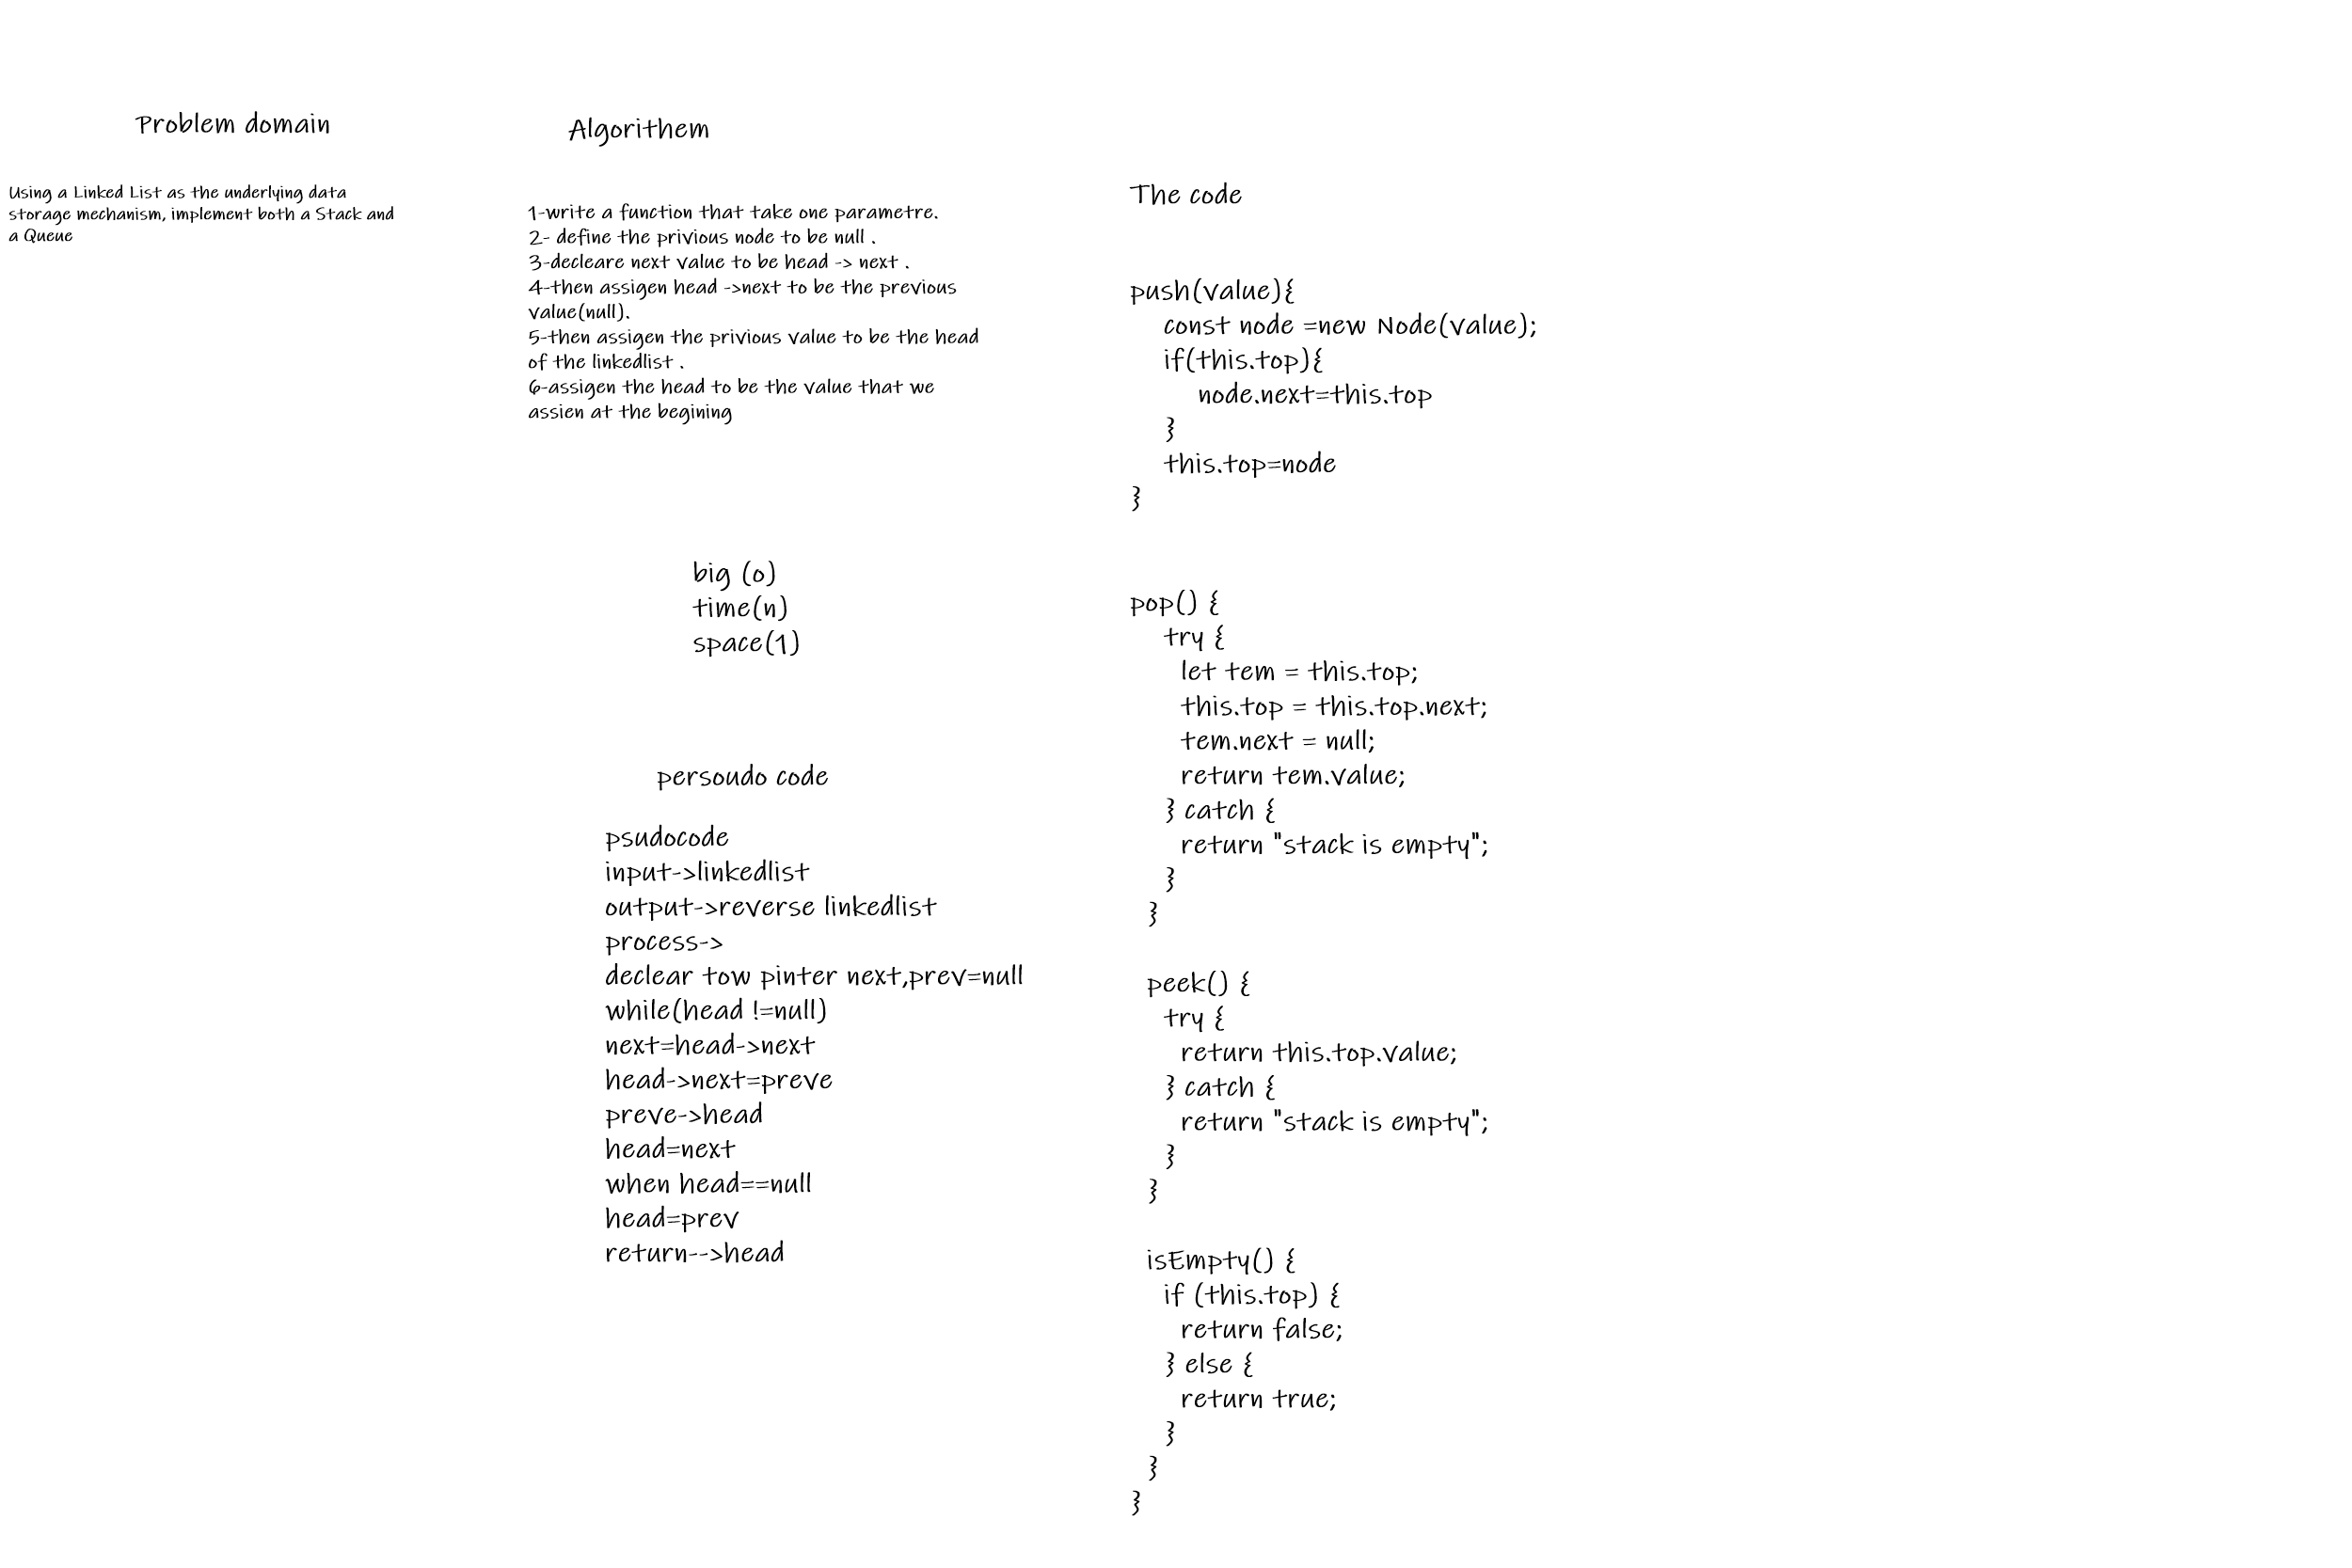 Problem domain
Using a Linked List as the underlying data
storage mechanism, implement both a Stack and
a Queue
Algorithem
1-write a function that take one parametre.
2- define the privious node to be null .
3-decleare next value to be head -> next .
4-then assigen head ->next to be the previous
value(null).
5-then assigen the privious value to be the head
of the linkedlist .
6-assigen the head to be the value that we
assien at the begining
big (o)
time(n)
space(1)
persoudo code
psudocode
input->linkedlist
output->reverse linkedlist
process->
declear tow pinter next,prev=null
while(head !=null)
next=head->next
head->next=preve
preve->head
head=next
when head==null
head=prev
return-->head
The code
push(value){
const node =new Node(value);
if(this.top){
node.next=this.top
}
this.top=node
}
pop() {
try {
let tem = this.top;
this.top = this.top.next;
tem.next = null;
return tem.value;
} catch {
return "stack is empty";
}
}
peek() {
try {
return this.top.value;
} catch {
return "stack is empty";
}
}
isEmpty() {
if (this.top) {
return false;
} else {
return true;
}
}
}